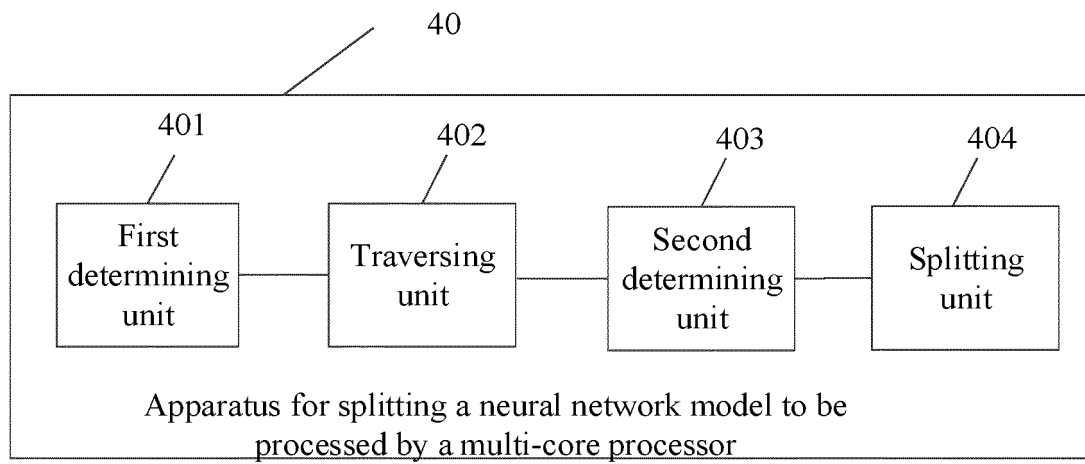 40
401
402
403
404
First
determining
unit
Traversing
unit
Second
determining
unit
Splitting
unit
Apparatus for splitting a neural network model to be
processed by a multi-core processor